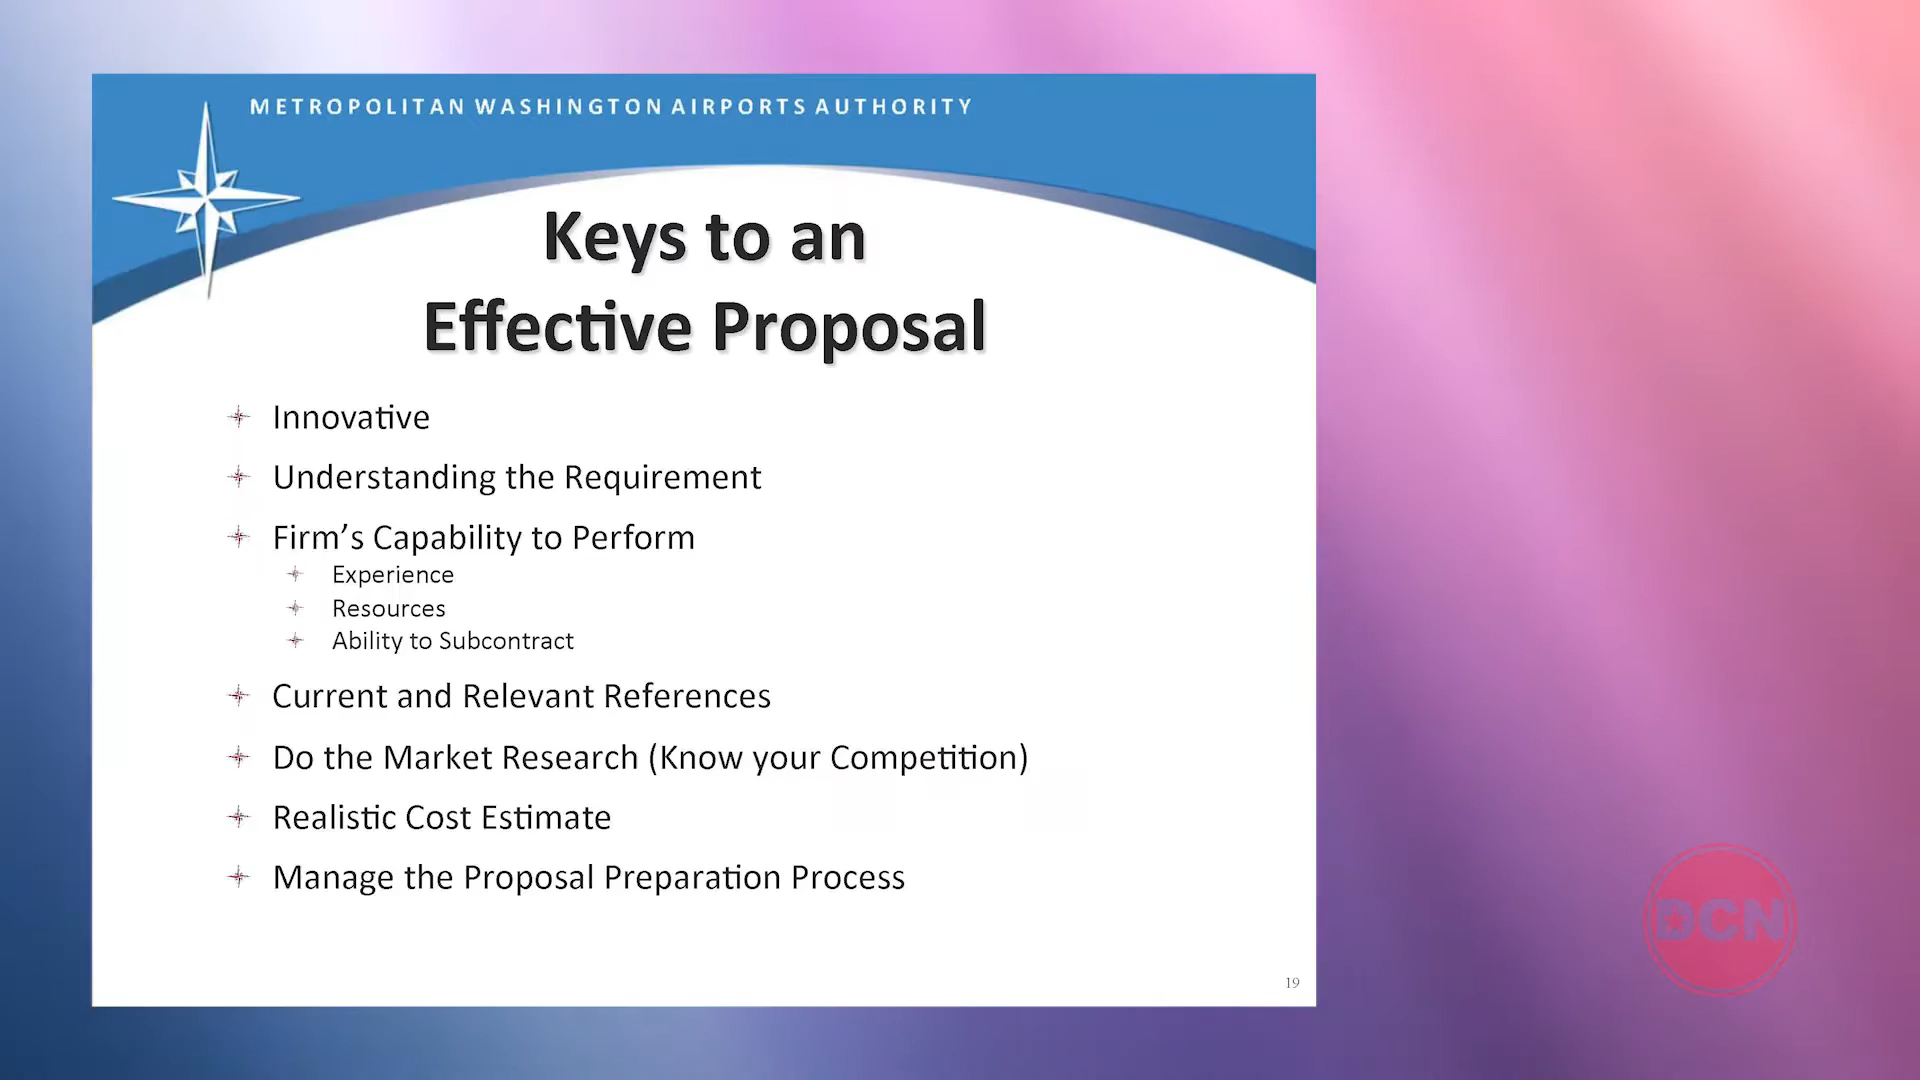 METROPOLITAN WASHINGTON AIRPORTS AUTHORITY
Keys to an
Effective Proposal
Innovative
Understanding the Requirement
Firm’s Capability to Perform
Experience
Resources
Ability to Subcontract
Current and Relevant References
Do the Market Research (Know your Competition)
Realistic Cost Estimate
Manage the Proposal Preparation Process
19
DCN